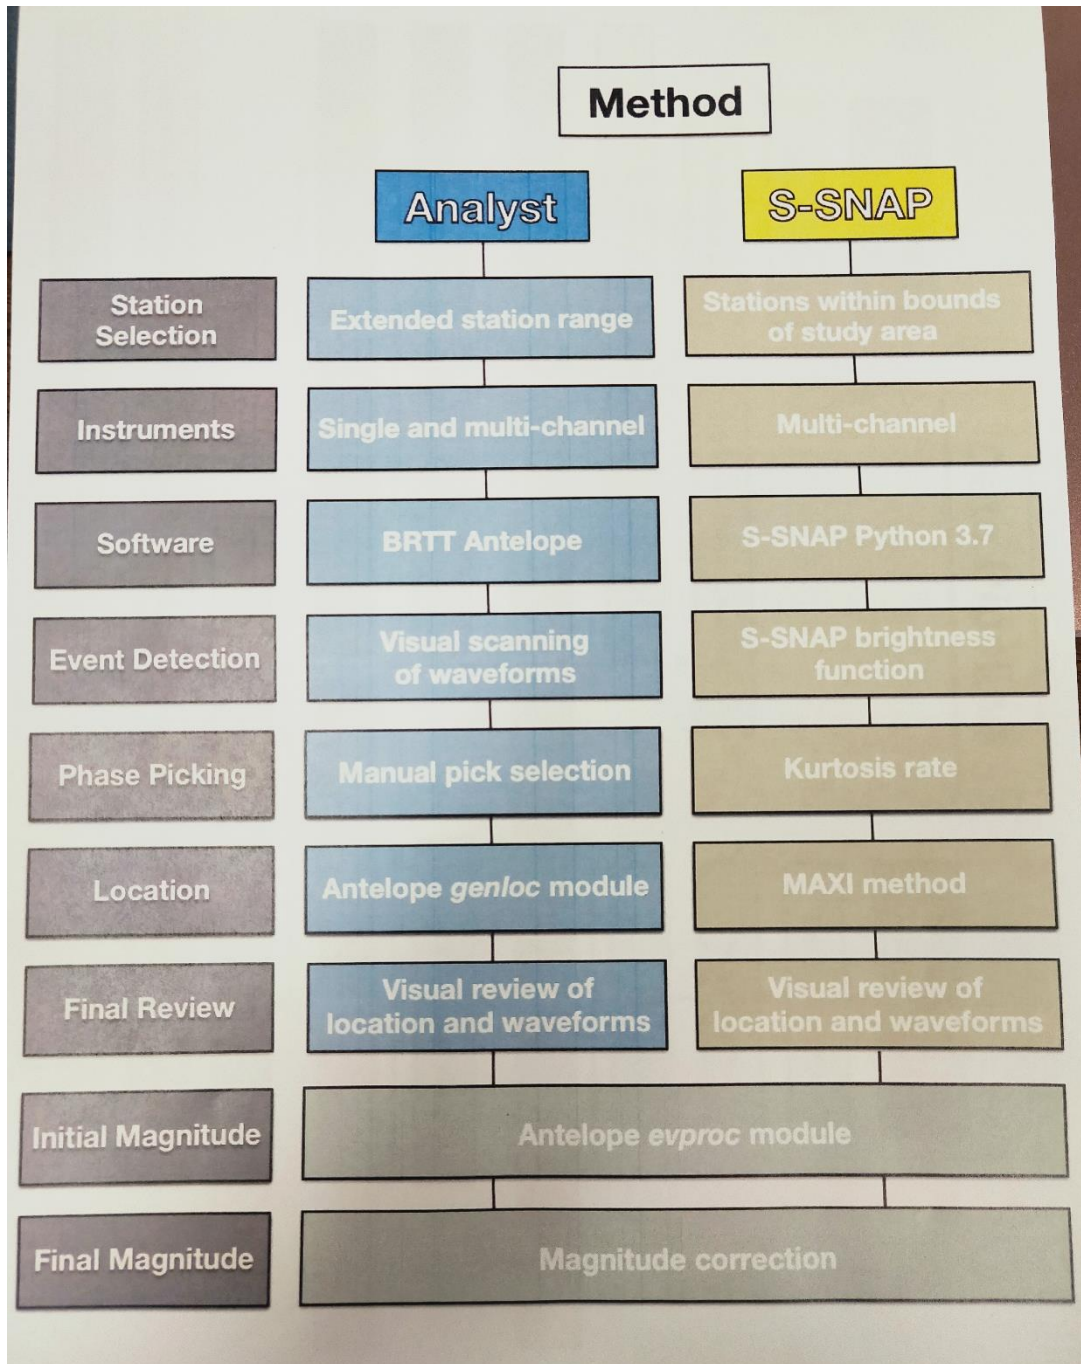 Method
Analyst
S-SNAP
Station
Selection
Extended station range
Stations within bounds
of study area
Instruments
Single and multi-channel
Multi-channel
Software
BRTT Antelope
S-SNAP Python 3.7
Event Detection
Visual scanning
of waveforms
S-SNAP brightness
function
Phase Picking
Manual pick selection
Kurtosis rate
Location
Antelope genloc module
MAXI method
Final Review
Visual review of
location and waveforms
Visual review of
location and waveforms
Initial Magnitude
Antelope evproc module
Final Magnitude
Magnitude correction